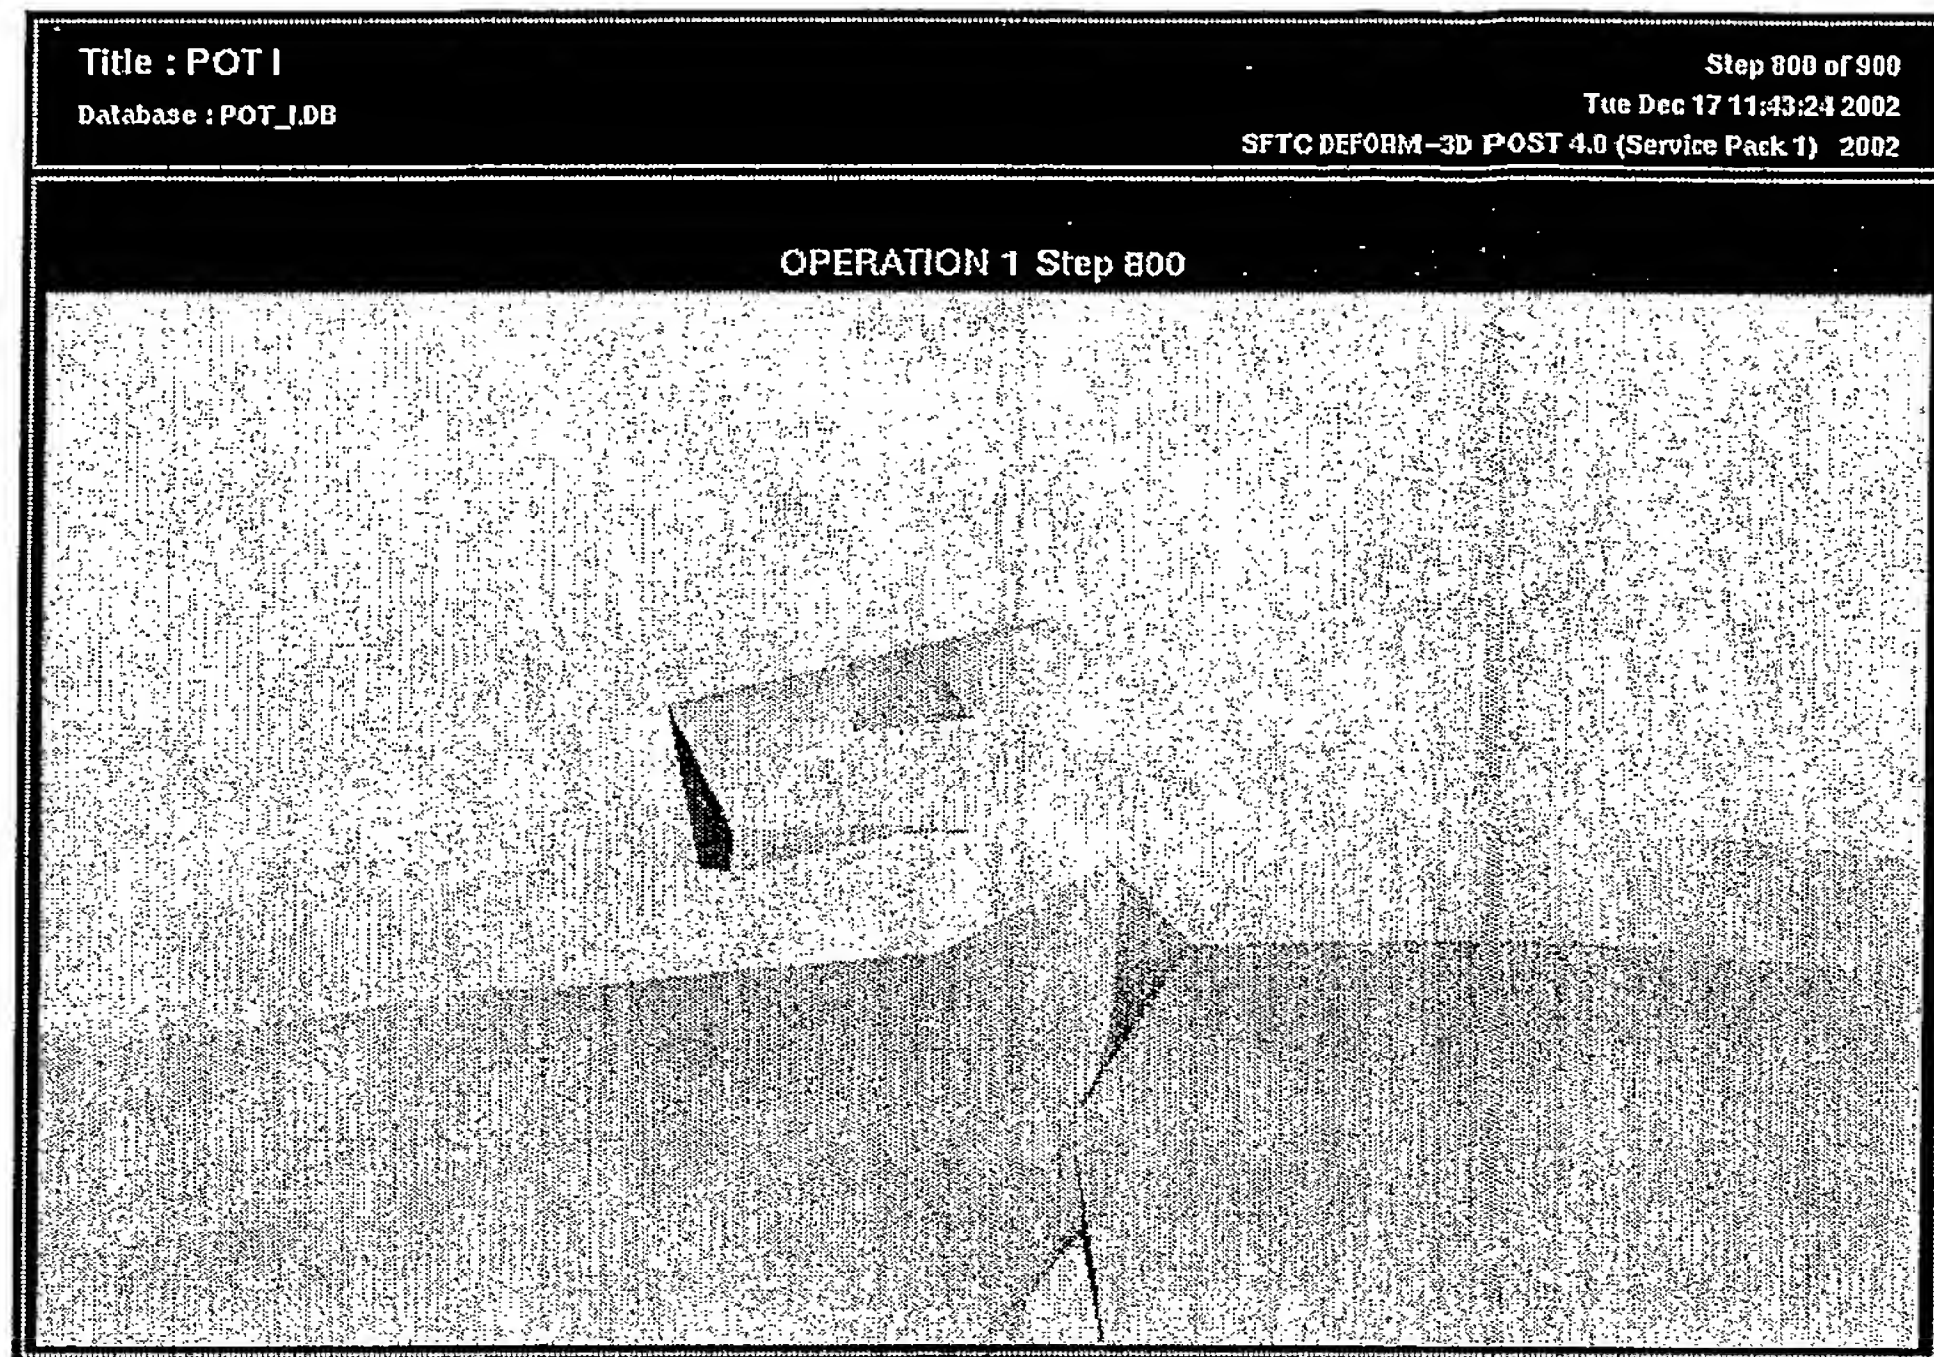 Title : POT I
Database : POT_I.DB
Step 800 of 900
Tue Dec 17 11:43:24 2002
SFTC DEFORM-3D POST 4.0 (Service Pack 1) 2002
OPERATION 1 Step 800